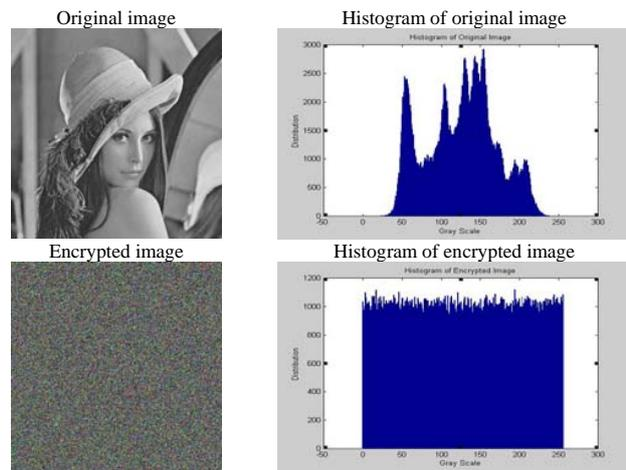 Original image
Histogram of original image
Histogram of Original Image
3000
2500
2000
1500
1000
500
0
Distribution
-50 0 50 100 150 200 250 300
Gray Scale
Encrypted image
Histogram of encrypted image
Histogram of Encrypted Image
1200
1000
800
600
400
200
0
Distribution
-50 0 50 100 150 200 250 300
Gray Scale